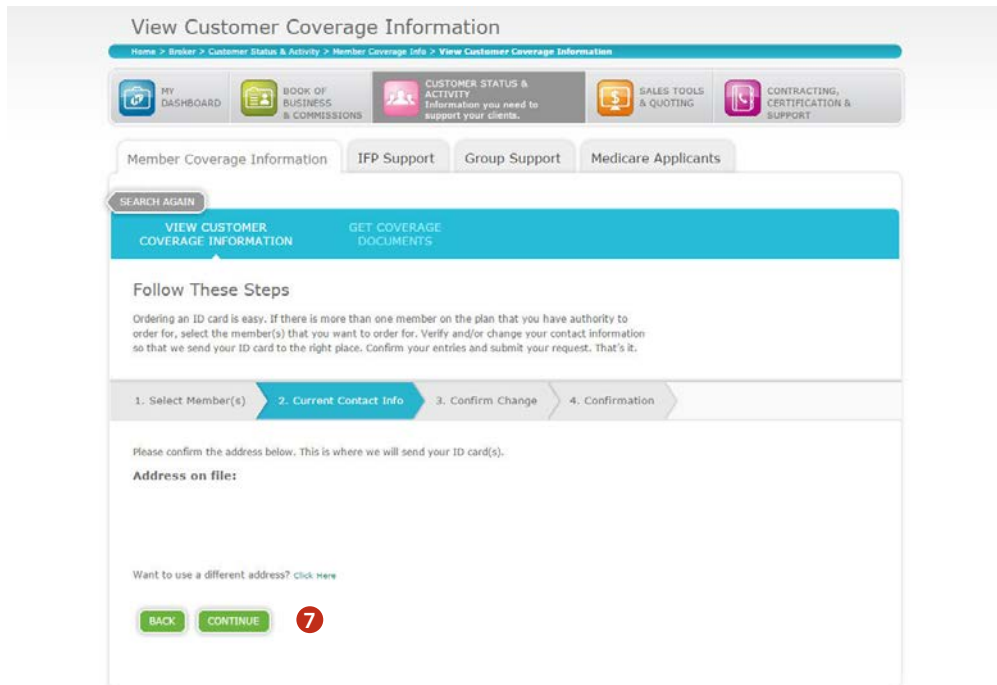 View Customer Coverage Information
Home > Broker > Customer Status & Activity > Member Coverage Info > View Customer Coverage Information
MY
DASHBOARD
BOOK OF
BUSINESS
& COMMISSIONS
CUSTOMER STATUS &
ACTIVITY
Information you need to
support your clients.
SALES TOOLS
& QUOTING
CONTRACTING,
CERTIFICATION &
SUPPORT
Member Coverage Information
IFP Support
Group Support
Medicare Applicants
SEARCH AGAIN
VIEW CUSTOMER
COVERAGE INFORMATION
GET COVERAGE
DOCUMENTS
Follow These Steps
Ordering an ID card is easy. If there is more than one member on the plan that you have authority to
order for, select the member(s) that you want to order for. Verify and/or change your contact information
so that we send your ID card to the right place. Confirm your entries and submit your request. That's it.
1. Select Member(s)
2. Current Contact Info
3. Confirm Change
4. Confirmation
Please confirm the address below. This is where we will send your ID card(s).
Address on file:
Want to use a different address? Click Here
BACK
CONTINUE
7